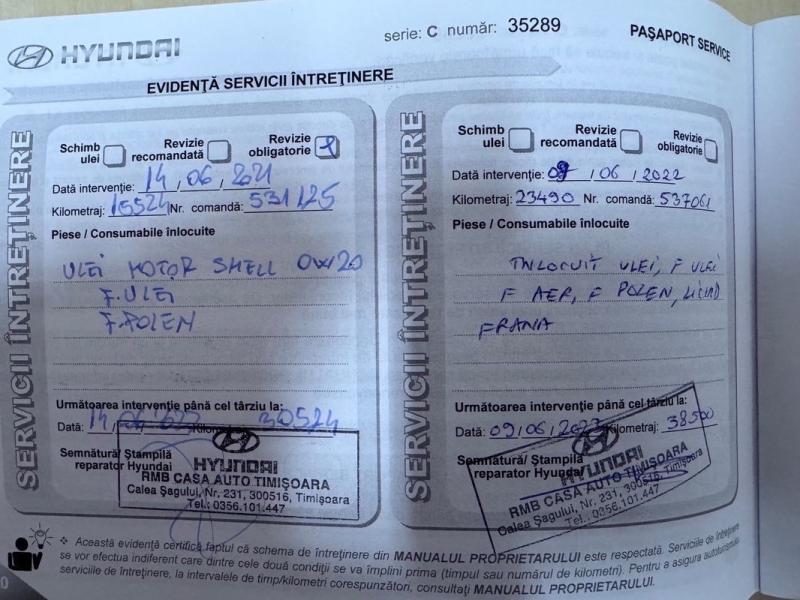 HYUNDAI
serie: C număr: 35289
PAŞAPORT SERVICE
EVIDENŢĂ SERVICII ÎNTREŢINERE
SERVICII ÎNTREŢINERE
Schimb ulei
Revizie recomandată
Revizie obligatorie
Dată intervenţie: 14 / 06 / 2021
Kilometraj: 15524 Nr. comandă: 531125
Piese / Consumabile înlocuite
ULEI MOTOR SHELL 0W20
F.ULEI
F.POLEN
Următoarea intervenţie până cel târziu la:
Dată: 14 / 06 / 2022 Kilometraj: 30524
Semnătură/ Ştampilă
reparator Hyundai
HYUNDAI
RMB CASA AUTO TIMIŞOARA
Calea Şagului, Nr. 231, 300516, Timişoara
Tel.: 0356.101.447
SERVICII ÎNTREŢINERE
Schimb ulei
Revizie recomandată
Revizie obligatorie
Dată intervenţie: 09 / 06 / 2022
Kilometraj: 23490 Nr. comandă: 537061
Piese / Consumabile înlocuite
INLOCUIT ULEI, F ULEI
F AER, F POLEN, LICHID
FRANA
Următoarea intervenţie până cel târziu la:
Dată: 09 / 06 / 2023 Kilometraj: 38500
Semnătură/ Ştampilă
reparator Hyundai
HYUNDAI
RMB CASA AUTO TIMIŞOARA
Calea Şagului, Nr. 231, 300516, Timişoara
Tel.: 0356.101.447
❖ Această evidenţă certifică faptul că schema de întreţinere din MANUALUL PROPRIETARULUI este respectată. Serviciile de întreţinere
se vor efectua indiferent care dintre cele două condiţii se va împlini prima (timpul sau numărul de kilometri). Pentru a asigura autoturismului
serviciile de întreţinere, la intervalele de timp/kilometri corespunzători, consultaţi MANUALUL PROPRIETARULUI.